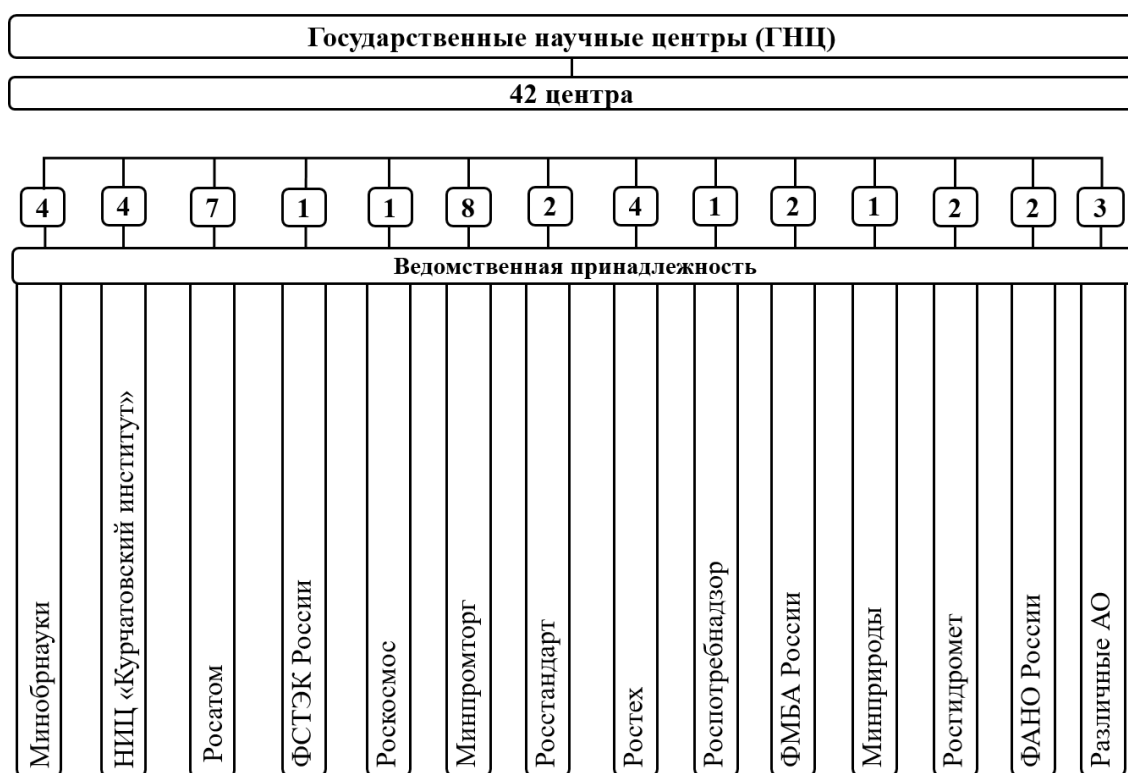 Государственные научные центры (ГНЦ)
42 центра
4
4
7
1
1
8
2
4
1
2
1
2
2
3
Ведомственная принадлежность
Минобрнауки
НИЦ «Курчатовский институт»
Росатом
ФСТЭК России
Роскосмос
Минпромторг
Росстандарт
Ростех
Роспотребнадзор
ФМБА России
Минприроды
Росгидромет
ФАНО России
Различные АО